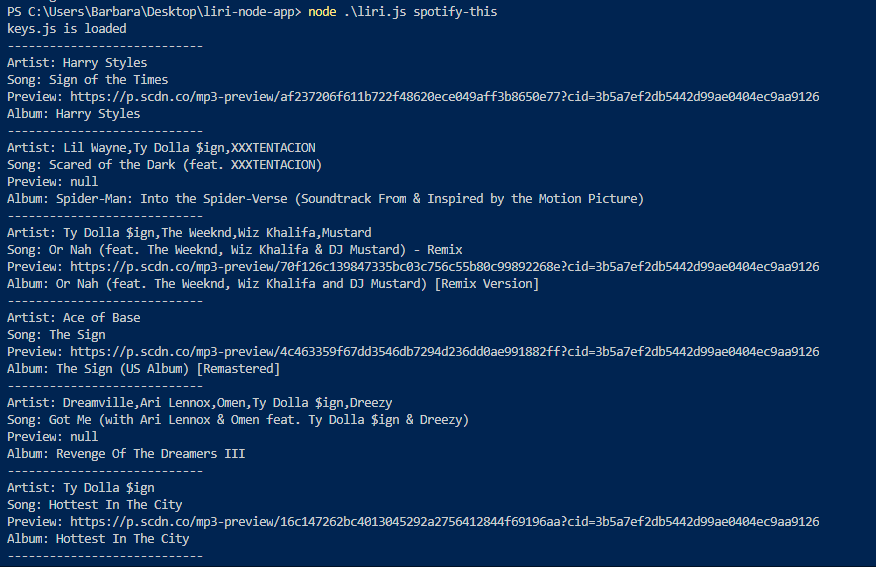 PS C:\Users\Barbara\Desktop\liri-node-app> node .\liri.js spotify-this
keys.js is loaded
----------------------------
Artist: Harry Styles
Song: Sign of the Times
Preview: https://p.scdn.co/mp3-preview/af237206f611b722f48620ece049aff3b8650e77?cid=3b5a7ef2db5442d99ae0404ec9aa9126
Album: Harry Styles
----------------------------
Artist: Lil Wayne,Ty Dolla $ign,XXXTENTACION
Song: Scared of the Dark (feat. XXXTENTACION)
Preview: null
Album: Spider-Man: Into the Spider-Verse (Soundtrack From & Inspired by the Motion Picture)
----------------------------
Artist: Ty Dolla $ign,The Weeknd,Wiz Khalifa,Mustard
Song: Or Nah (feat. The Weeknd, Wiz Khalifa & DJ Mustard) - Remix
Preview: https://p.scdn.co/mp3-preview/70f126c139847335bc03c756c55b80c99892268e?cid=3b5a7ef2db5442d99ae0404ec9aa9126
Album: Or Nah (feat. The Weeknd, Wiz Khalifa and DJ Mustard) [Remix Version]
----------------------------
Artist: Ace of Base
Song: The Sign
Preview: https://p.scdn.co/mp3-preview/4c463359f67dd3546db7294d236dd0ae991882ff?cid=3b5a7ef2db5442d99ae0404ec9aa9126
Album: The Sign (US Album) [Remastered]
----------------------------
Artist: Dreamville,Ari Lennox,Omen,Ty Dolla $ign,Dreezy
Song: Got Me (with Ari Lennox & Omen feat. Ty Dolla $ign & Dreezy)
Preview: null
Album: Revenge Of The Dreamers III
----------------------------
Artist: Ty Dolla $ign
Song: Hottest In The City
Preview: https://p.scdn.co/mp3-preview/16c147262bc4013045292a2756412844f69196aa?cid=3b5a7ef2db5442d99ae0404ec9aa9126
Album: Hottest In The City
----------------------------